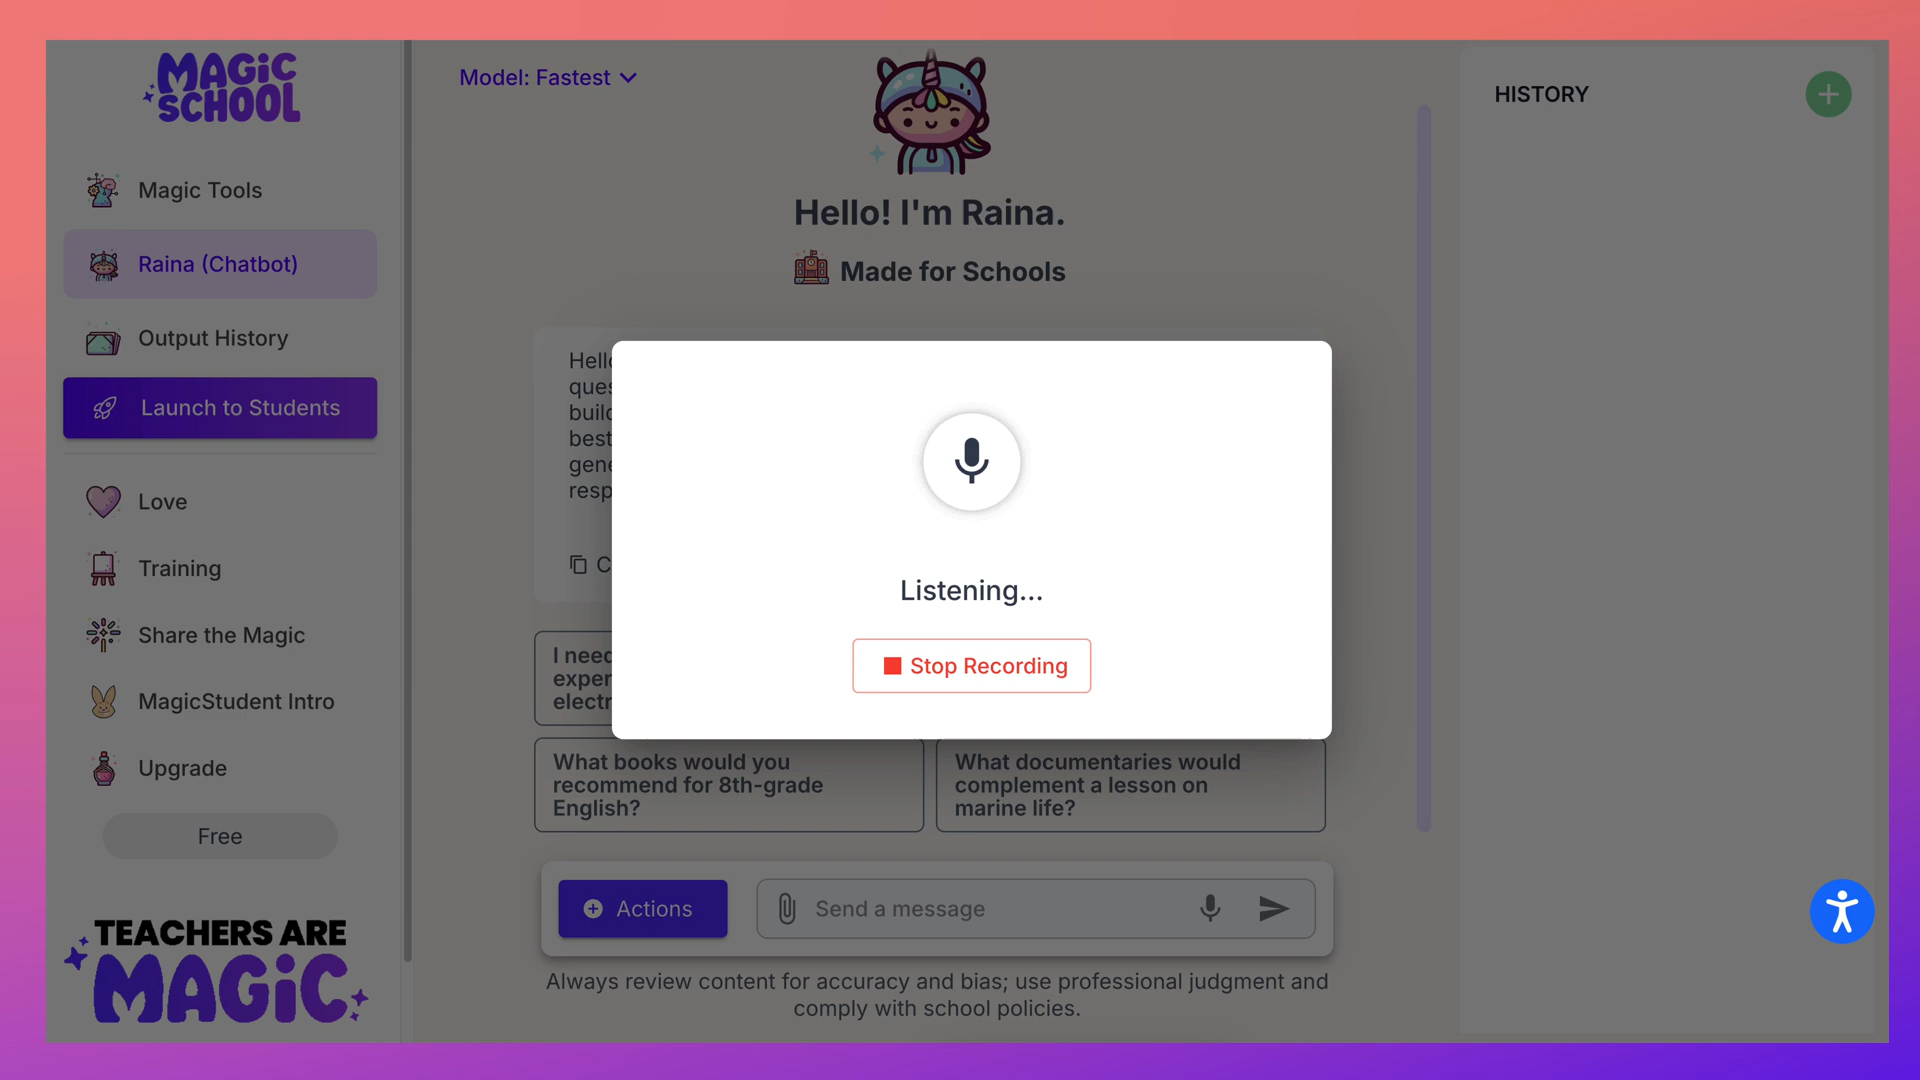 MAGiC
SCHOOL
Magic Tools
Raina (Chatbot)
Output History
Launch to Students
Love
Training
Share the Magic
MagicStudent Intro
Upgrade
Free
TEACHERS ARE
MAGiC
Model: Fastest
Hello! I'm Raina.
Made for Schools
Listening...
Stop Recording
I need
What books would you
recommend for 8th-grade
English?
What documentaries would
complement a lesson on
marine life?
Actions
Send a message
Always review content for accuracy and bias; use professional judgment and
comply with school policies.
HISTORY